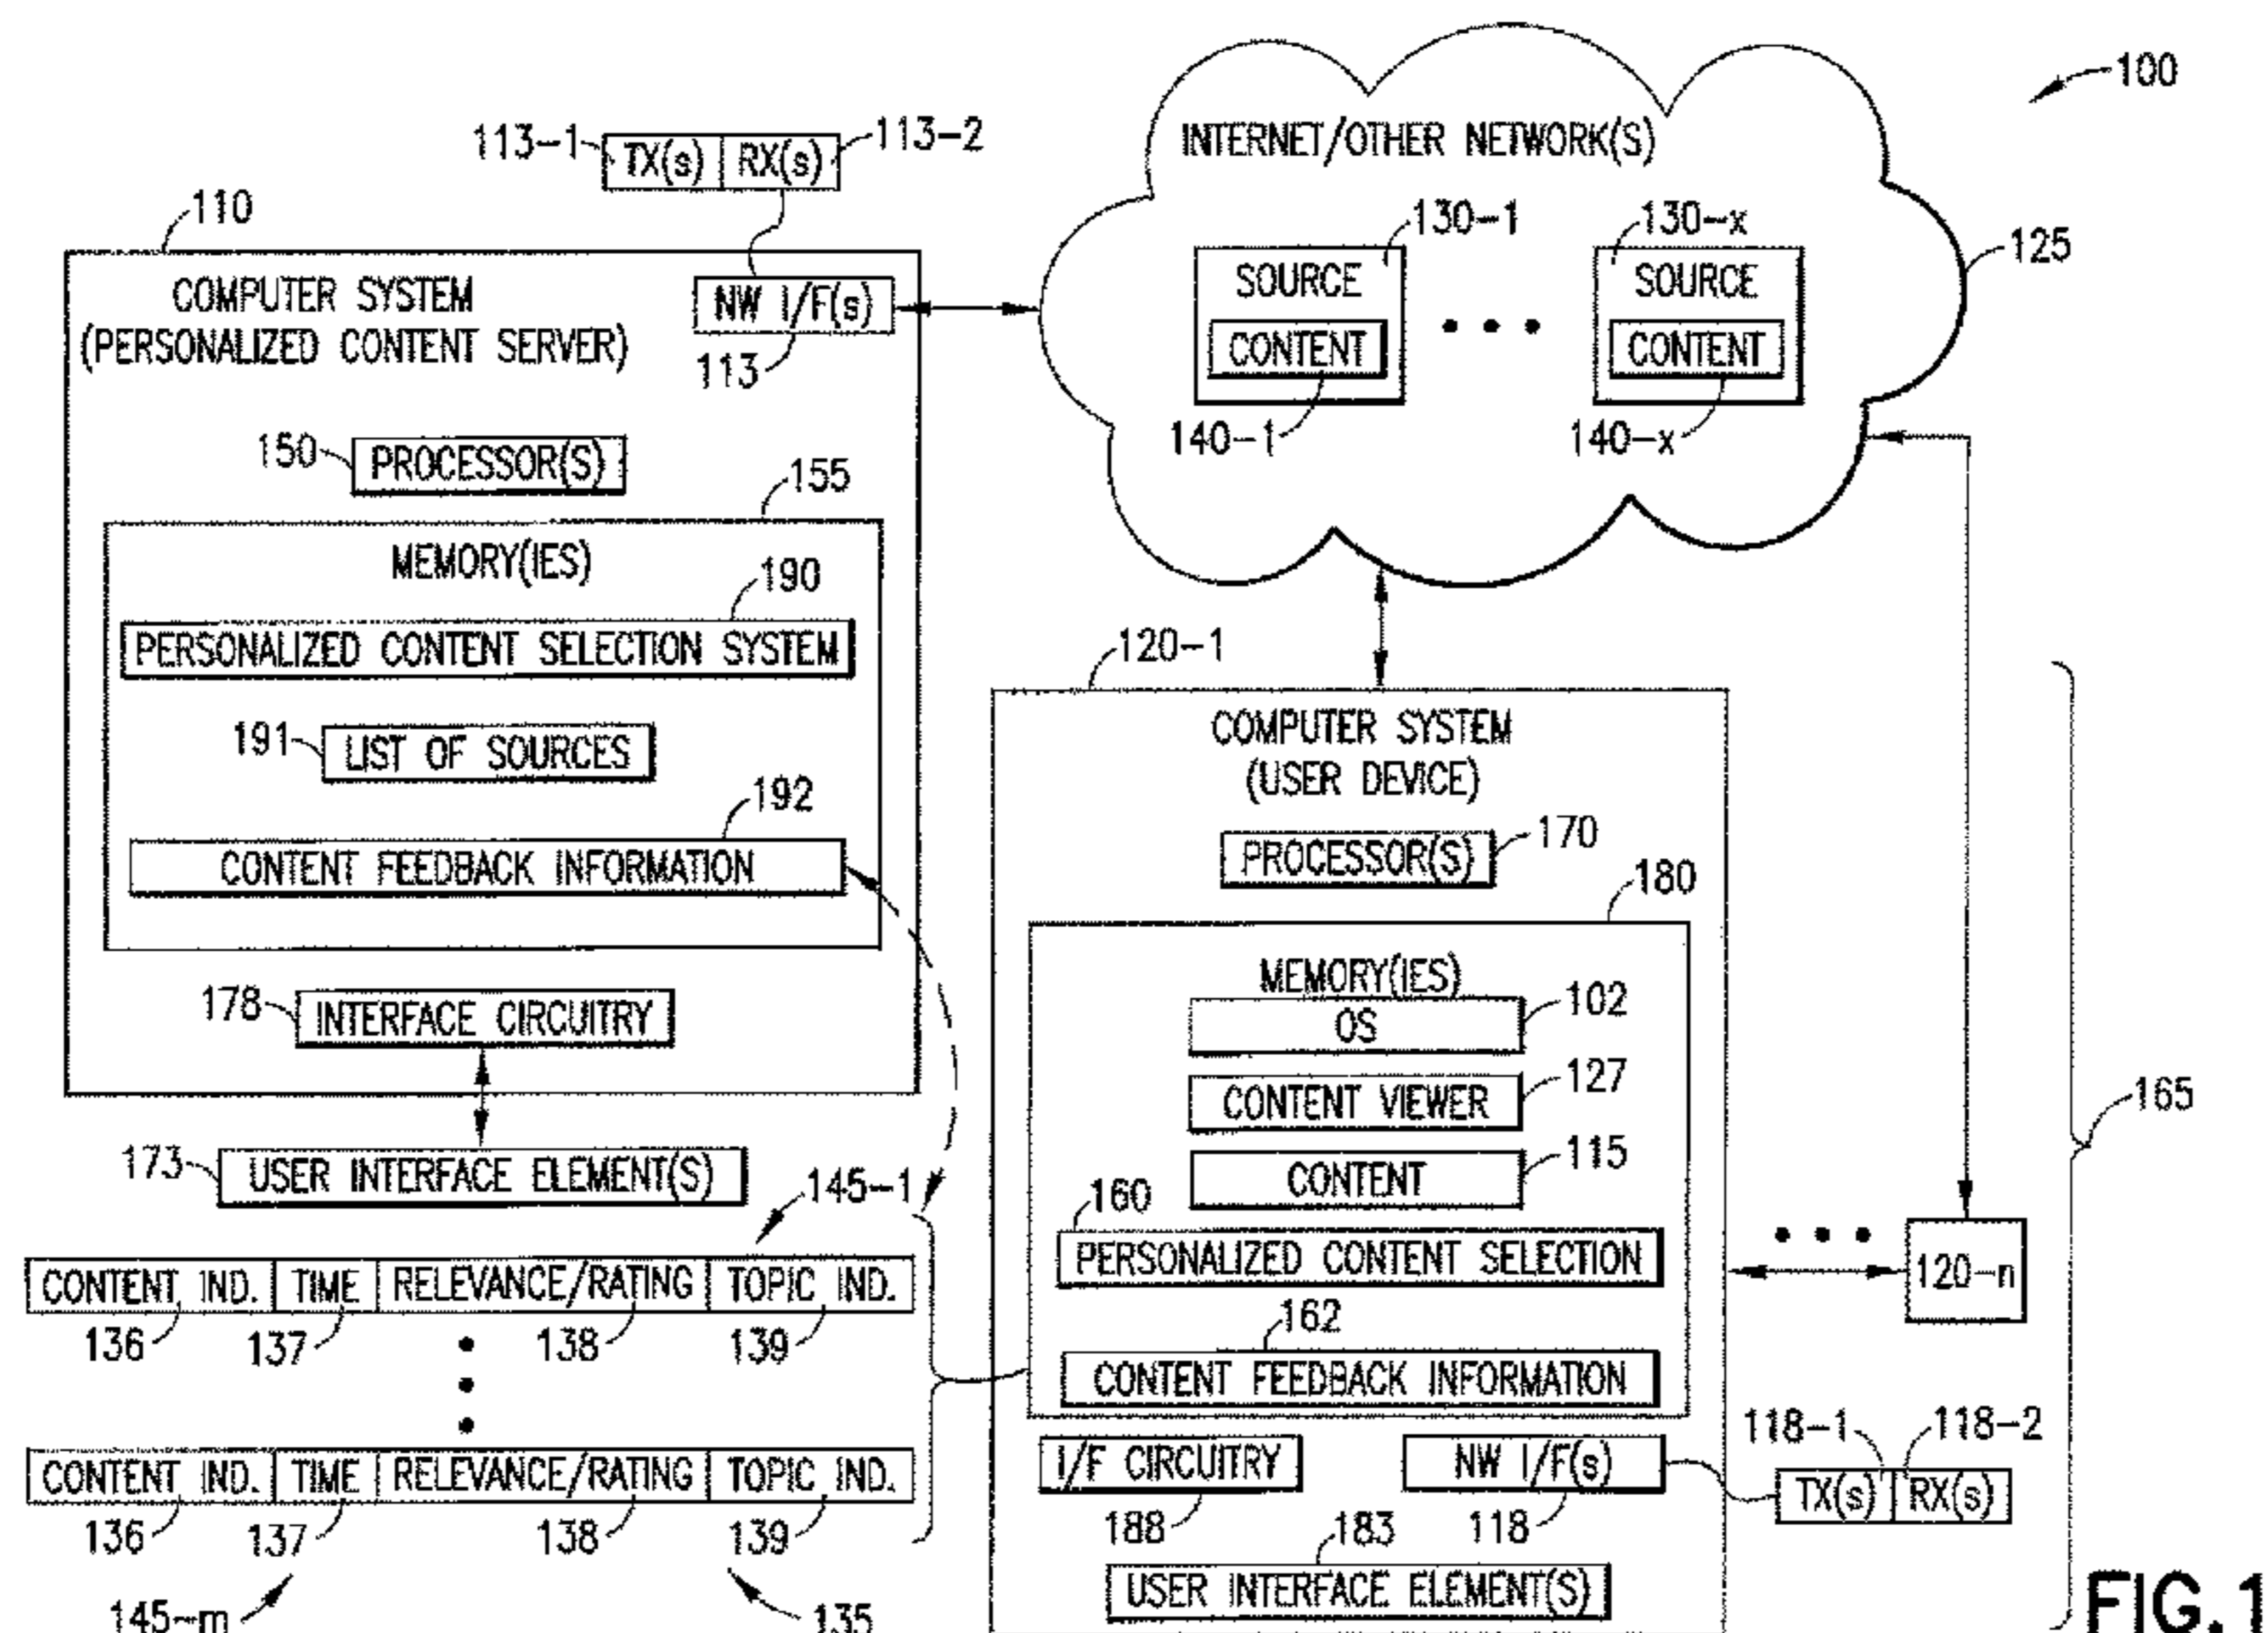 100
INTERNET/OTHER NETWORK(S)
113-1
TX(s)
RX(s)
113-2
110
COMPUTER SYSTEM
(PERSONALIZED CONTENT SERVER)
NW I/F(s)
113
130-1
SOURCE
CONTENT
140-1
130-x
SOURCE
CONTENT
140-x
125
150
PROCESSOR(S)
155
MEMORY(IES)
190
PERSONALIZED CONTENT SELECTION SYSTEM
191
LIST OF SOURCES
192
CONTENT FEEDBACK INFORMATION
178
INTERFACE CIRCUITRY
173
USER INTERFACE ELEMENT(S)
120-1
COMPUTER SYSTEM
(USER DEVICE)
PROCESSOR(S)
170
180
MEMORY(IES)
OS
102
CONTENT VIEWER
127
CONTENT
115
160
PERSONALIZED CONTENT SELECTION
162
CONTENT FEEDBACK INFORMATION
I/F CIRCUITRY
188
NW I/F(s)
118
183
USER INTERFACE ELEMENT(S)
120-n
165
118-1
118-2
TX(s)
RX(s)
145-1
CONTENT IND. TIME RELEVANCE/RATING TOPIC IND.
136 137 138 139
CONTENT IND. TIME RELEVANCE/RATING TOPIC IND.
136 137 138 139
145-m
135
FIG.1